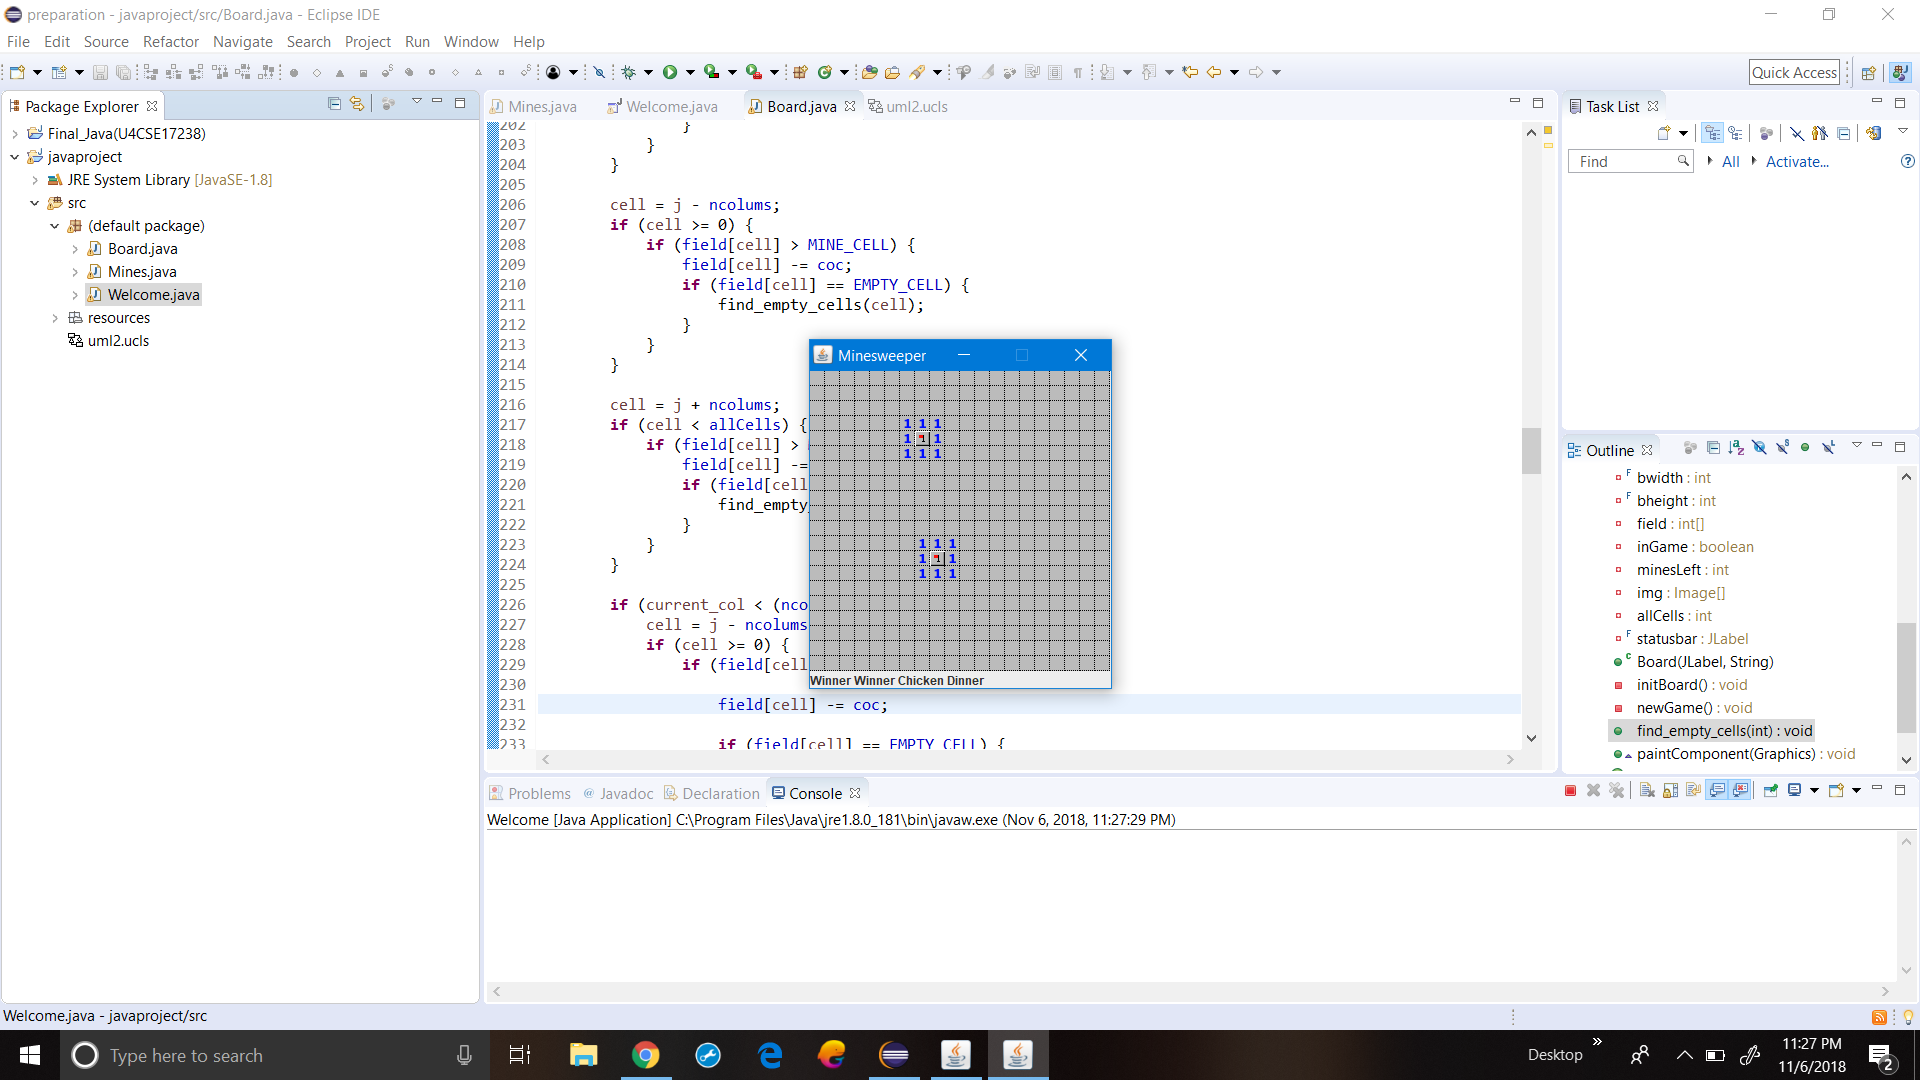 preparation - javaproject/src/Board.java - Eclipse IDE
File Edit Source Refactor Navigate Search Project Run Window Help
Quick Access
Package Explorer
Final_Java(U4CSE17238)
javaproject
JRE System Library [JavaSE-1.8]
src
(default package)
Board.java
Mines.java
Welcome.java
resources
uml2.ucls
Mines.java Welcome.java Board.java uml2.ucls
202 }
203 }
204 }
205
206 cell = j - ncolums;
207 if (cell >= 0) {
208 if (field[cell] > MINE_CELL) {
209 field[cell] -= coc;
210 if (field[cell] == EMPTY_CELL) {
211 find_empty_cells(cell);
212 }
213 }
214 }
215
216 cell = j + ncolums;
217 if (cell < allCells) {
218 if (field[cell] >
219 field[cell] -=
220 if (field[cell
221 find_empty_
222 }
223 }
224 }
225
226 if (current_col < (nco
227 cell = j - ncolums
228 if (cell >= 0) {
229 if (field[cell
230
231 field[cell] -= coc;
232
233 if (field[cell] == EMPTY_CELL) {
Minesweeper
1 1 1
1 1
1 1 1
1 1 1
1 1
1 1 1
Winner Winner Chicken Dinner
Task List
Find All Activate...
Outline
bwidth : int
bheight : int
field : int[]
inGame : boolean
minesLeft : int
img : Image[]
allCells : int
statusbar : JLabel
Board(JLabel, String)
initBoard() : void
newGame() : void
find_empty_cells(int) : void
paintComponent(Graphics) : void
Problems Javadoc Declaration Console
Welcome [Java Application] C:\Program Files\Java\jre1.8.0_181\bin\javaw.exe (Nov 6, 2018, 11:27:29 PM)
Welcome.java - javaproject/src
Type here to search
Desktop
11:27 PM
11/6/2018
2